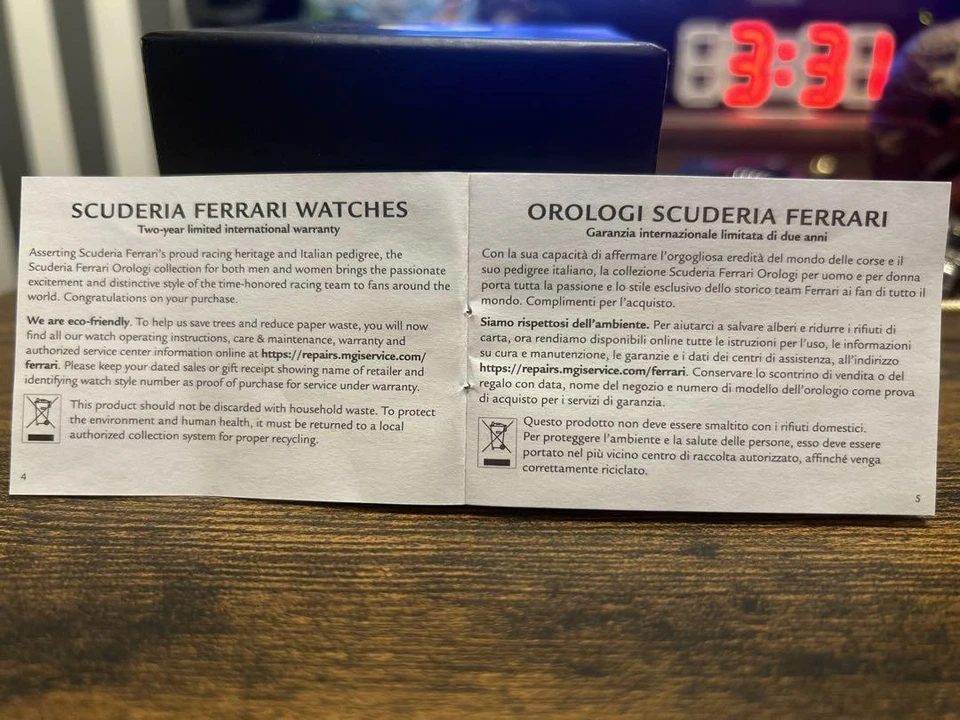 3:31
SCUDERIA FERRARI WATCHES
Two-year limited international warranty
Asserting Scuderia Ferrari's proud racing heritage and Italian pedigree, the
Scuderia Ferrari Orologi collection for both men and women brings the passionate
excitement and distinctive style of the time-honored racing team to fans around the
world. Congratulations on your purchase.
We are eco-friendly. To help us save trees and reduce paper waste, you will now
find all our watch operating instructions, care & maintenance, warranty and
authorized service center information online at https://repairs.mgiservice.com/
ferrari. Please keep your dated sales or gift receipt showing name of retailer and
identifying watch style number as proof of purchase for service under warranty.
This product should not be discarded with household waste. To protect
the environment and human health, it must be returned to a local
authorized collection system for proper recycling.
4
OROLOGI SCUDERIA FERRARI
Garanzia internazionale limitata di due anni
Con la sua capacità di affermare l'orgogliosa eredità del mondo delle corse e il
suo pedigree italiano, la collezione Scuderia Ferrari Orologi per uomo e per donna
porta tutta la passione e lo stile esclusivo dello storico team Ferrari ai fan di tutto il
mondo. Complimenti per l'acquisto.
Siamo rispettosi dell'ambiente. Per aiutarci a salvare alberi e ridurre i rifiuti di
carta, ora rendiamo disponibili online tutte le istruzioni per l'uso, le informazioni
su cura e manutenzione, le garanzie e i dati dei centri di assistenza, all'indirizzo
https://repairs.mgiservice.com/ferrari. Conservare lo scontrino di vendita o del
regalo con data, nome del negozio e numero di modello dell'orologio come prova
di acquisto per i servizi di garanzia.
Questo prodotto non deve essere smaltito con i rifiuti domestici.
Per proteggere l'ambiente e la salute delle persone, esso deve essere
portato nel più vicino centro di raccolta autorizzato, affinché venga
correttamente riciclato.
5